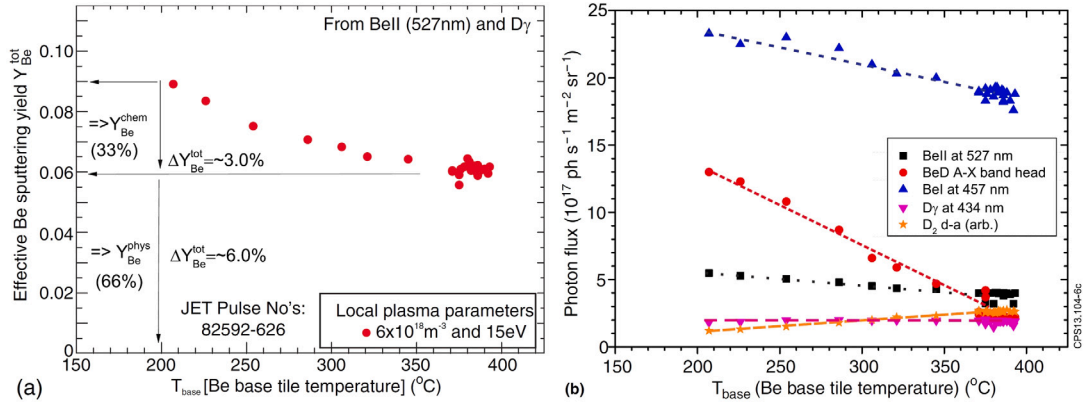 From BeII (527nm) and Dγ
Effective Be sputtering yield Y_Be^tot
0.12
0.10
0.08
0.06
0.04
0.02
0
=>Y_Be^chem
(33%)
ΔY_Be^tot=~3.0%
=> Y_Be^phys
(66%)
ΔY_Be^tot=~6.0%
JET Pulse No's:
82592-626
Local plasma parameters
6x10^18m^-3 and 15eV
150 200 250 300 350 400
T_base [Be base tile temperature] (°C)
(a)
Photon flux (10^17 ph s^-1 m^-2 sr^-1)
25
20
15
10
5
0
BeII at 527 nm
BeD A-X band head
BeI at 457 nm
Dγ at 434 nm
D_2 d-a (arb.)
150 200 250 300 350 400
T_base (Be base tile temperature) (°C)
(b)
CPS13.104-6c